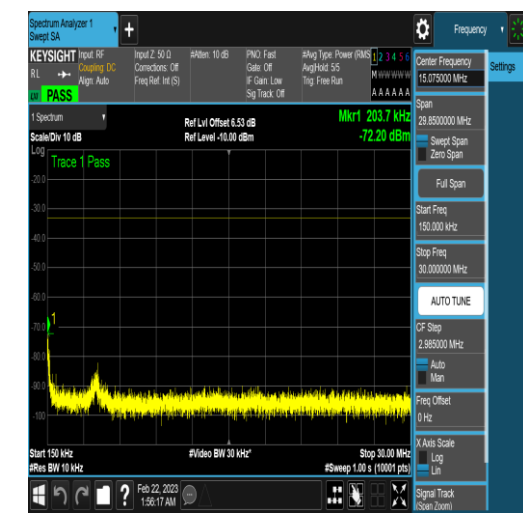 Spectrum Analyzer 1
Swept SA
Frequency
KEYSIGHT
RL
LW
PASS
Input: RF
Coupling: DC
Align: Auto
Input Z: 50 Ω
Corrections: Off
Freq Ref: Int (S)
#Atten: 10 dB
PNO: Fast
Gate: Off
IF Gain: Low
Sig Track: Off
#Avg Type: Power (RMS
Avg|Hold: 5/5
Trig: Free Run
1 2 3 4 5 6
M W W W W W
A A A A A A
Center Frequency
15.075000 MHz
Settings
Span
29.8500000 MHz
Swept Span
Zero Span
Full Span
Start Freq
150.000 kHz
Stop Freq
30.000000 MHz
AUTO TUNE
CF Step
2.985000 MHz
Auto
Man
Freq Offset
0 Hz
X Axis Scale
Log
Lin
Signal Track
(Span Zoom)
1 Spectrum
Scale/Div 10 dB
Ref Lvl Offset 6.53 dB
Ref Level -10.00 dBm
Mkr1 203.7 kHz
-72.20 dBm
Log
Trace 1 Pass
-20.0
-30.0
-40.0
-50.0
-60.0
-70.0
1
-80.0
-90.0
-100
Start 150 kHz
#Res BW 10 kHz
#Video BW 30 kHz*
Stop 30.00 MHz
#Sweep 1.00 s (10001 pts)
?
Feb 22, 2023
1:56:17 AM